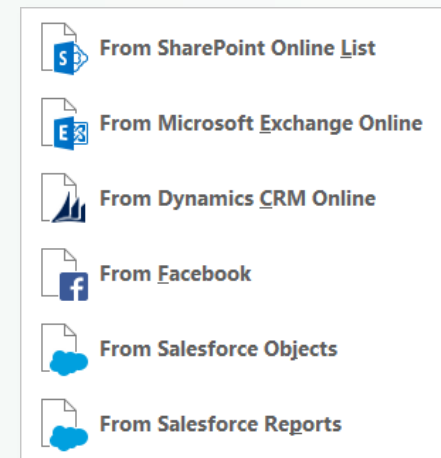 From SharePoint Online List
From Microsoft Exchange Online
From Dynamics CRM Online
From Facebook
From Salesforce Objects
From Salesforce Reports